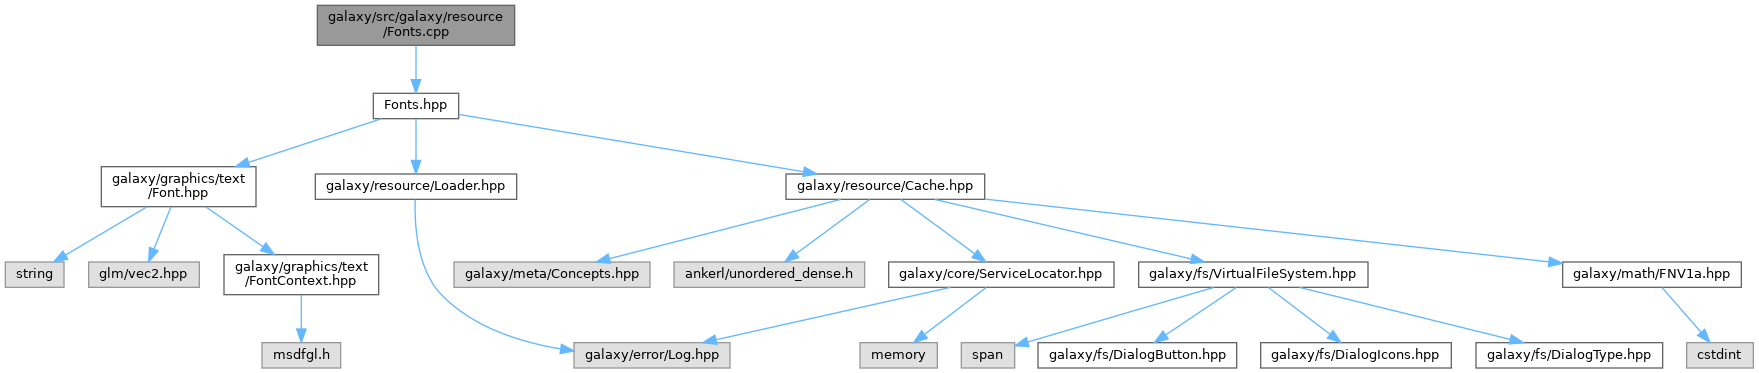 galaxy/src/galaxy/resource
/Fonts.cpp
Fonts.hpp
galaxy/graphics/text
/Font.hpp
galaxy/resource/Loader.hpp
galaxy/resource/Cache.hpp
string
glm/vec2.hpp
galaxy/graphics/text
/FontContext.hpp
galaxy/meta/Concepts.hpp
ankerl/unordered_dense.h
galaxy/core/ServiceLocator.hpp
galaxy/fs/VirtualFileSystem.hpp
galaxy/math/FNV1a.hpp
msdfgl.h
galaxy/error/Log.hpp
memory
span
galaxy/fs/DialogButton.hpp
galaxy/fs/DialogIcons.hpp
galaxy/fs/DialogType.hpp
cstdint